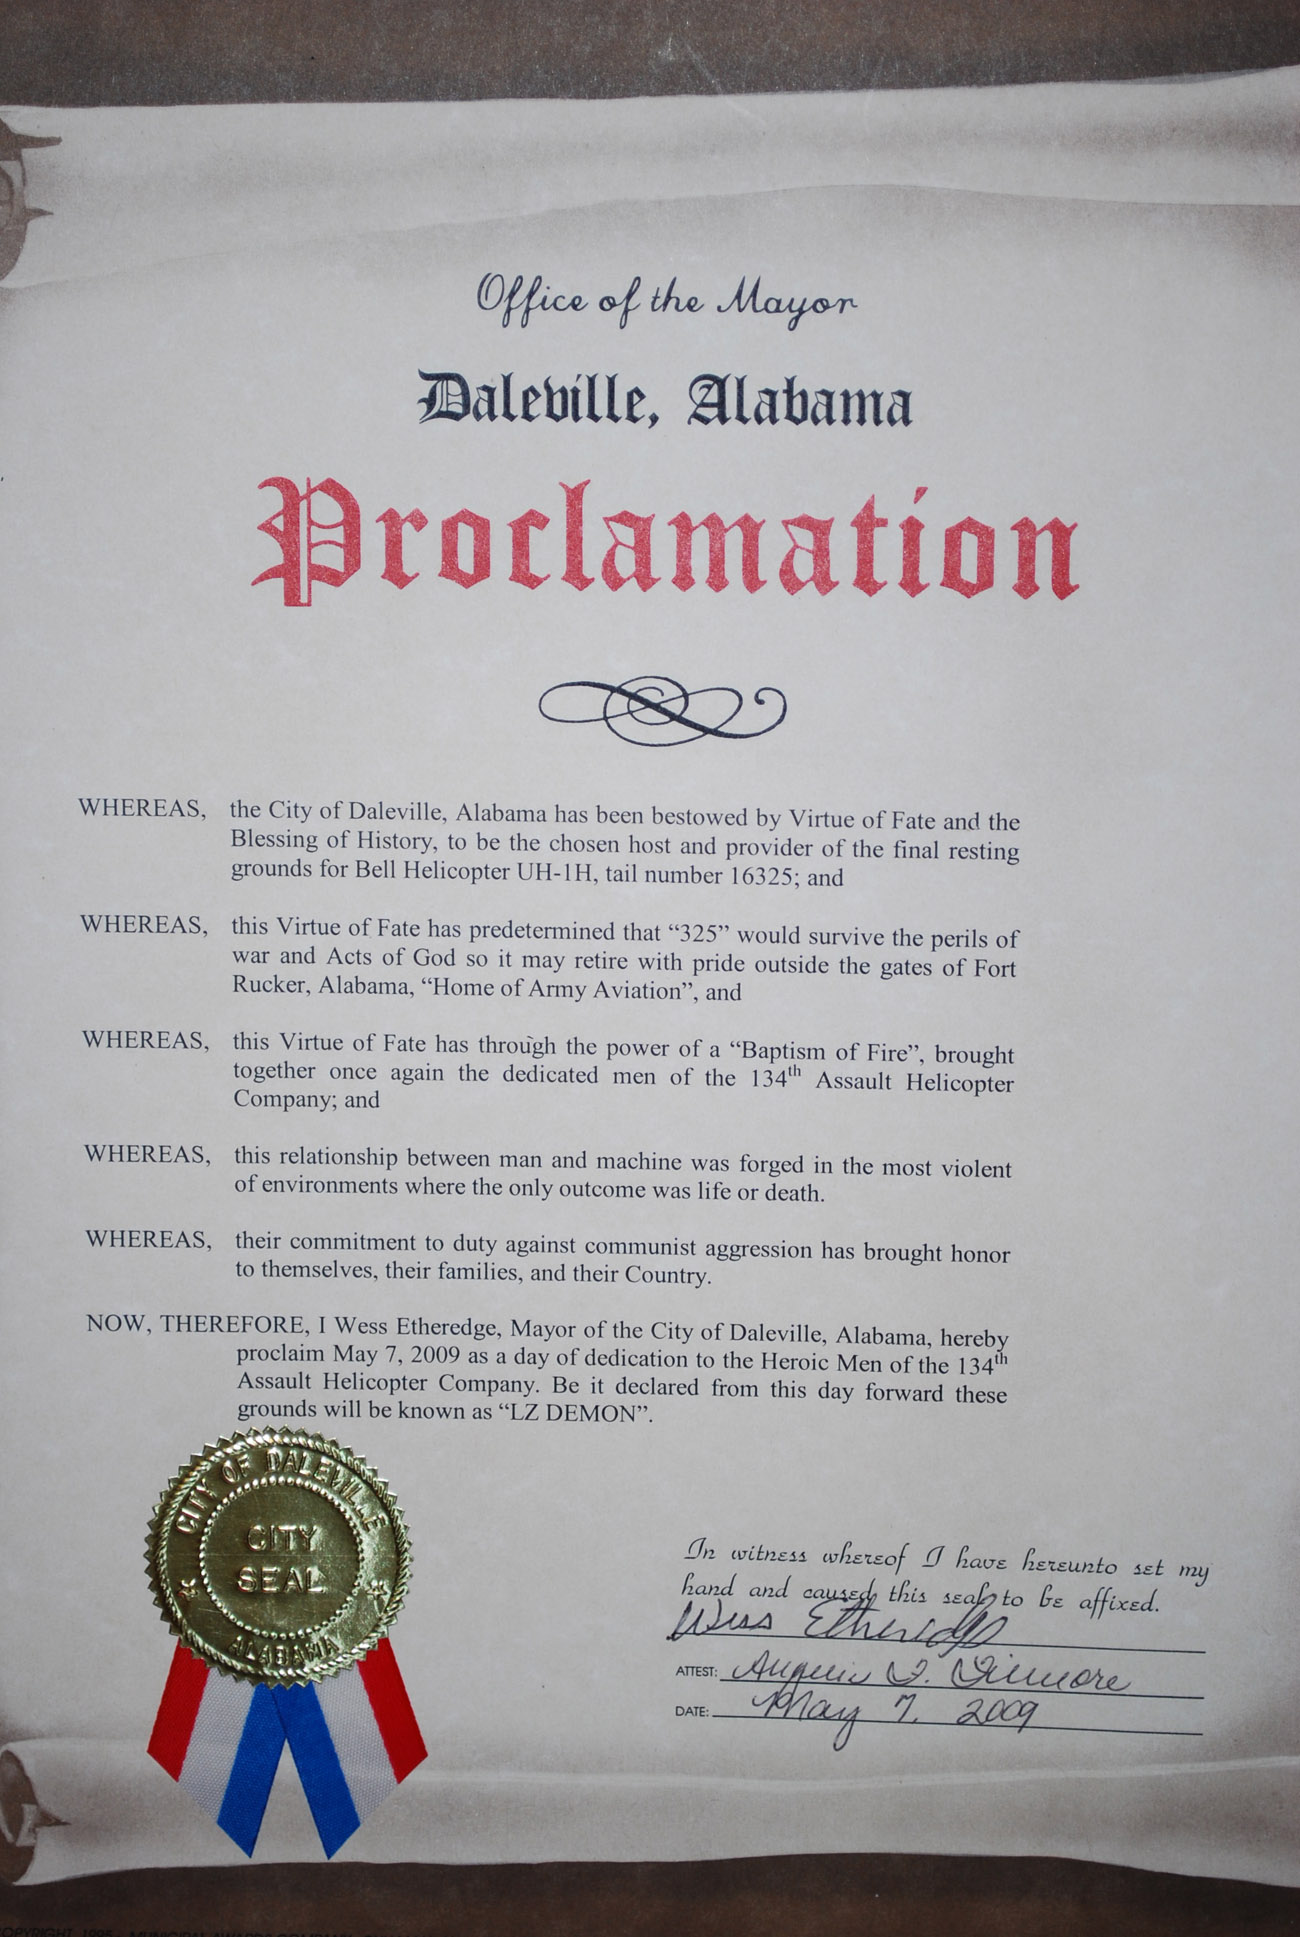 Office of the Mayor
Daleville, Alabama
Proclamation
WHEREAS, the City of Daleville, Alabama has been bestowed by Virtue of Fate and the
Blessing of History, to be the chosen host and provider of the final resting
grounds for Bell Helicopter UH-1H, tail number 16325; and
WHEREAS, this Virtue of Fate has predetermined that “325” would survive the perils of
war and Acts of God so it may retire with pride outside the gates of Fort
Rucker, Alabama, “Home of Army Aviation”, and
WHEREAS, this Virtue of Fate has through the power of a “Baptism of Fire”, brought
together once again the dedicated men of the 134th Assault Helicopter
Company; and
WHEREAS, this relationship between man and machine was forged in the most violent
of environments where the only outcome was life or death.
WHEREAS, their commitment to duty against communist aggression has brought honor
to themselves, their families, and their Country.
NOW, THEREFORE, I Wess Etheredge, Mayor of the City of Daleville, Alabama, hereby
proclaim May 7, 2009 as a day of dedication to the Heroic Men of the 134th
Assault Helicopter Company. Be it declared from this day forward these
grounds will be known as “LZ DEMON”.
CITY OF DALEVILLE
CITY
SEAL
ALABAMA
In witness whereof I have hereunto set my
hand and caused this seal to be affixed.
Wess Etheredge
ATTEST:
DATE: May 7, 2009
COPYRIGHT 1995